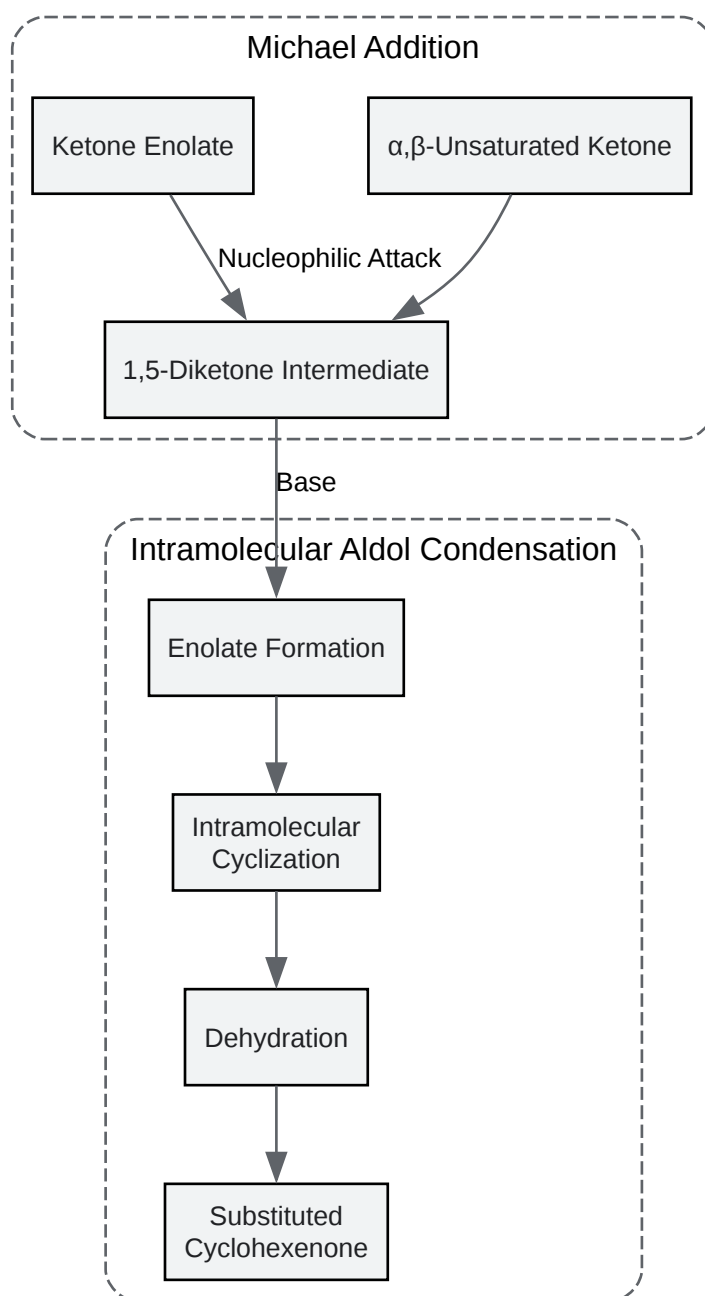 Michael Addition
Ketone Enolate
α,β-Unsaturated Ketone
Nucleophilic Attack
1,5-Diketone Intermediate
Base
Intramolecular Aldol Condensation
Enolate Formation
Intramolecular
Cyclization
Dehydration
Substituted
Cyclohexenone